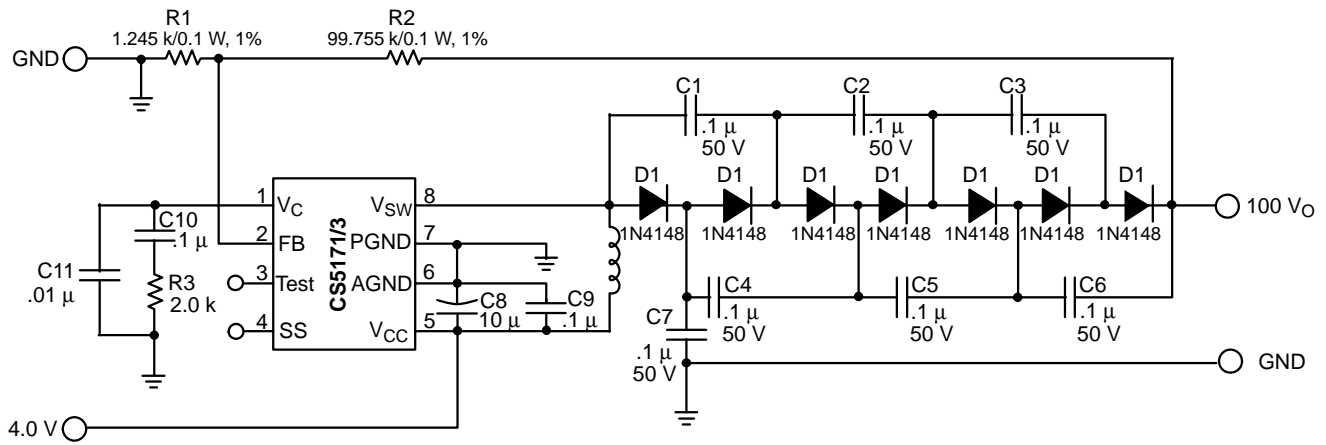 R1
1.245 k/0.1 W, 1%
R2
99.755 k/0.1 W, 1%
GND
C1
.1 μ
50 V
C2
.1 μ
50 V
C3
.1 μ
50 V
D1
1N4148
D1
1N4148
D1
1N4148
D1
1N4148
D1
1N4148
D1
1N4148
D1
1N4148
100 VO
1
VC
2
FB
3
Test
4
SS
CS5171/3
VSW
8
PGND
7
AGND
6
VCC
5
C10
.1 μ
C11
.01 μ
R3
2.0 k
C8
10 μ
C9
.1 μ
C4
.1 μ
50 V
C5
.1 μ
50 V
C6
.1 μ
50 V
C7
.1 μ
50 V
GND
4.0 V